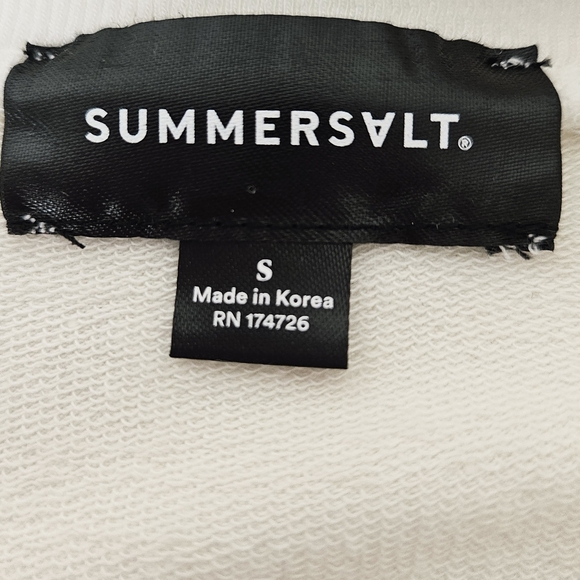 SUMMERSALT®
S
Made in Korea
RN 174726